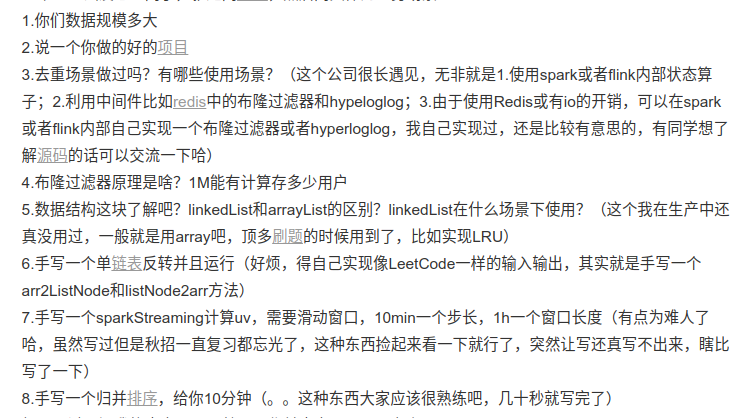 1.你们数据规模多大
2.说一个你做的好的项目
3.去重场景做过吗？有哪些使用场景？（这个公司很长遇见，无非就是1.使用spark或者flink内部状态算
子；2.利用中间件比如redis中的布隆过滤器和hypeloglog；3.由于使用Redis或有io的开销，可以在spark
或者flink内部自己实现一个布隆过滤器或者hyperloglog，我自己实现过，还是比较有意思的，有同学想了
解源码的话可以交流一下哈）
4.布隆过滤器原理是啥？1M能有计算存多少用户
5.数据结构这块了解吧？linkedList和arrayList的区别？linkedList在什么场景下使用？（这个我在生产中还
真没用过，一般就是用array吧，顶多刷题的时候用到了，比如实现LRU）
6.手写一个单链表反转并且运行（好烦，得自己实现像LeetCode一样的输入输出，其实就是手写一个
arr2ListNode和listNode2arr方法）
7.手写一个sparkStreaming计算uv，需要滑动窗口，10min一个步长，1h一个窗口长度（有点为难人了
哈，虽然写过但是秋招一直复习都忘光了，这种东西捡起来看一下就行了，突然让写还真写不出来，瞎比
写了一下）
8.手写一个归并排序，给你10分钟（。。这种东西大家应该很熟练吧，几十秒就写完了）